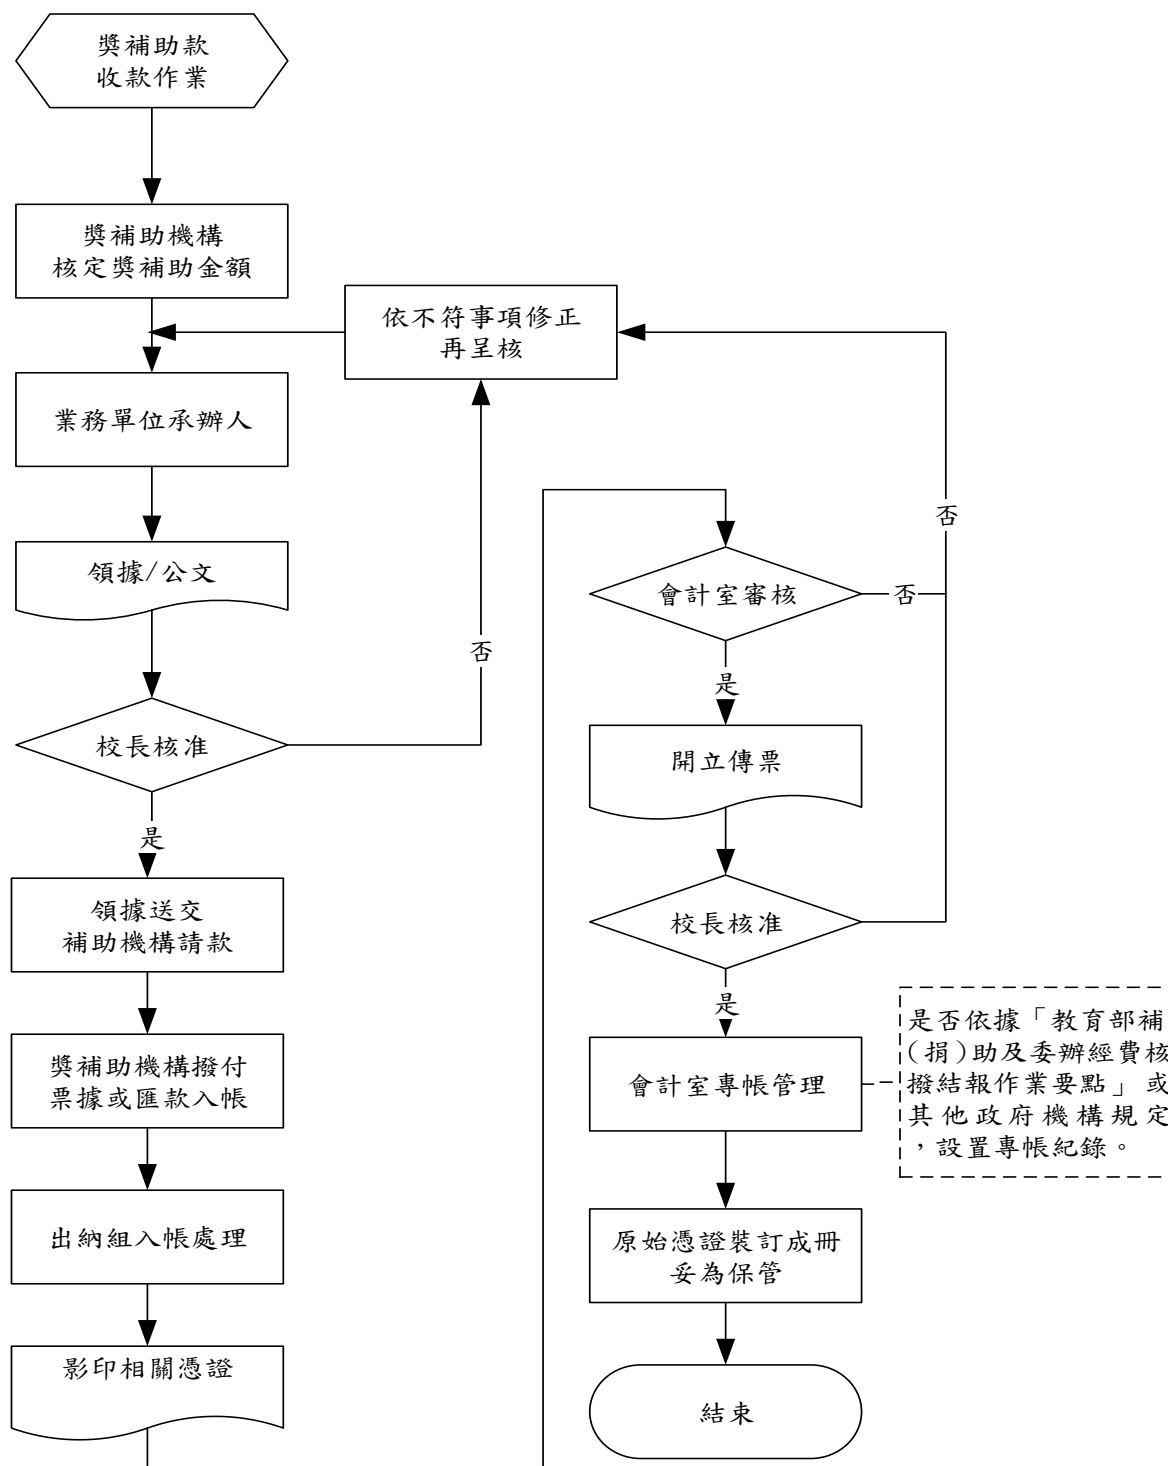 獎補助款
收款作業
獎補助機構
核定獎補助金額
依不符事項修正
再呈核
業務單位承辦人
領據/公文
否
校長核准
是
領據送交
補助機構請款
獎補助機構撥付
票據或匯款入帳
出納組入帳處理
影印相關憑證
否
會計室審核
否
是
開立傳票
校長核准
是
會計室專帳管理
是否依據「教育部補
(捐)助及委辦經費核
撥結報作業要點」或
其他政府機構規定
，設置專帳紀錄。
原始憑證裝訂成冊
妥為保管
結束